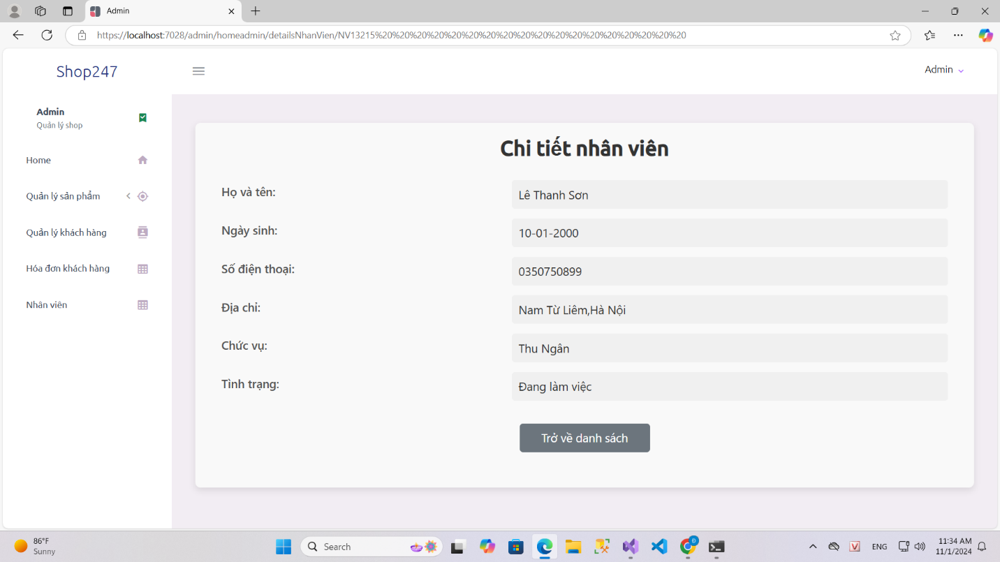 Admin
https://localhost:7028/admin/homeadmin/detailsNhanVien/NV13215%20%20%20%20%20%20%20%20%20%20%20%20%20%20%20%20%20%20%20
Shop247
Admin
Admin
Quản lý shop
Home
Quản lý sản phẩm
Quản lý khách hàng
Hóa đơn khách hàng
Nhân viên
Chi tiết nhân viên
Họ và tên: Lê Thanh Sơn
Ngày sinh: 10-01-2000
Số điện thoại: 0350750899
Địa chỉ: Nam Từ Liêm,Hà Nội
Chức vụ: Thu Ngân
Tình trạng: Đang làm việc
Trở về danh sách
86°F
Sunny
Search
Đ
V
ENG
11:34 AM
11/1/2024